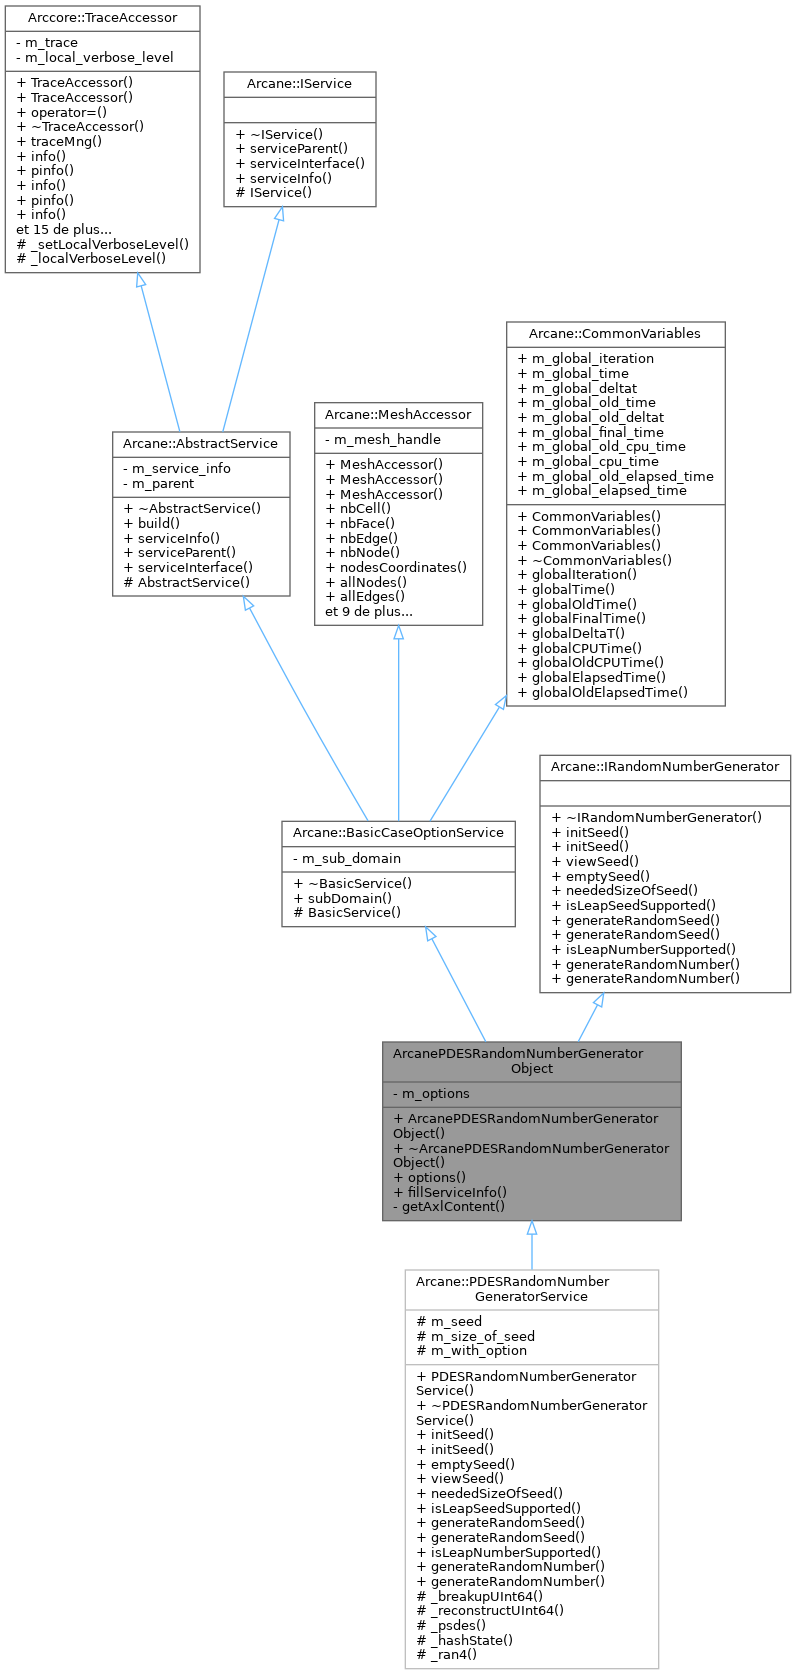 Arccore::TraceAccessor
- m_trace
- m_local_verbose_level
+ TraceAccessor()
+ TraceAccessor()
+ operator=()
+ ~TraceAccessor()
+ traceMng()
+ info()
+ pinfo()
+ info()
+ pinfo()
+ info()
et 15 de plus...
# _setLocalVerboseLevel()
# _localVerboseLevel()
Arcane::IService
+ ~IService()
+ serviceParent()
+ serviceInterface()
+ serviceInfo()
# IService()
Arcane::CommonVariables
+ m_global_iteration
+ m_global_time
+ m_global_deltat
+ m_global_old_time
+ m_global_old_deltat
+ m_global_final_time
+ m_global_old_cpu_time
+ m_global_cpu_time
+ m_global_old_elapsed_time
+ m_global_elapsed_time
+ CommonVariables()
+ CommonVariables()
+ CommonVariables()
+ ~CommonVariables()
+ globalIteration()
+ globalTime()
+ globalOldTime()
+ globalFinalTime()
+ globalDeltaT()
+ globalCPUTime()
+ globalOldCPUTime()
+ globalElapsedTime()
+ globalOldElapsedTime()
Arcane::MeshAccessor
- m_mesh_handle
+ MeshAccessor()
+ MeshAccessor()
+ MeshAccessor()
+ nbCell()
+ nbFace()
+ nbEdge()
+ nbNode()
+ nodesCoordinates()
+ allNodes()
+ allEdges()
et 9 de plus...
Arcane::AbstractService
- m_service_info
- m_parent
+ ~AbstractService()
+ build()
+ serviceInfo()
+ serviceParent()
+ serviceInterface()
# AbstractService()
Arcane::IRandomNumberGenerator
+ ~IRandomNumberGenerator()
+ initSeed()
+ initSeed()
+ viewSeed()
+ emptySeed()
+ neededSizeOfSeed()
+ isLeapSeedSupported()
+ generateRandomSeed()
+ generateRandomSeed()
+ isLeapNumberSupported()
+ generateRandomNumber()
+ generateRandomNumber()
Arcane::BasicCaseOptionService
- m_sub_domain
+ ~BasicService()
+ subDomain()
# BasicService()
ArcanePDESRandomNumberGenerator
Object
- m_options
+ ArcanePDESRandomNumberGenerator
Object()
+ ~ArcanePDESRandomNumberGenerator
Object()
+ options()
+ fillServiceInfo()
- getAxlContent()
Arcane::PDESRandomNumber
GeneratorService
# m_seed
# m_size_of_seed
# m_with_option
+ PDESRandomNumberGenerator
Service()
+ ~PDESRandomNumberGenerator
Service()
+ initSeed()
+ initSeed()
+ emptySeed()
+ viewSeed()
+ neededSizeOfSeed()
+ isLeapSeedSupported()
+ generateRandomSeed()
+ generateRandomSeed()
+ isLeapNumberSupported()
+ generateRandomNumber()
+ generateRandomNumber()
# _breakupUInt64()
# _reconstructUInt64()
# _psdes()
# _hashState()
# _ran4()